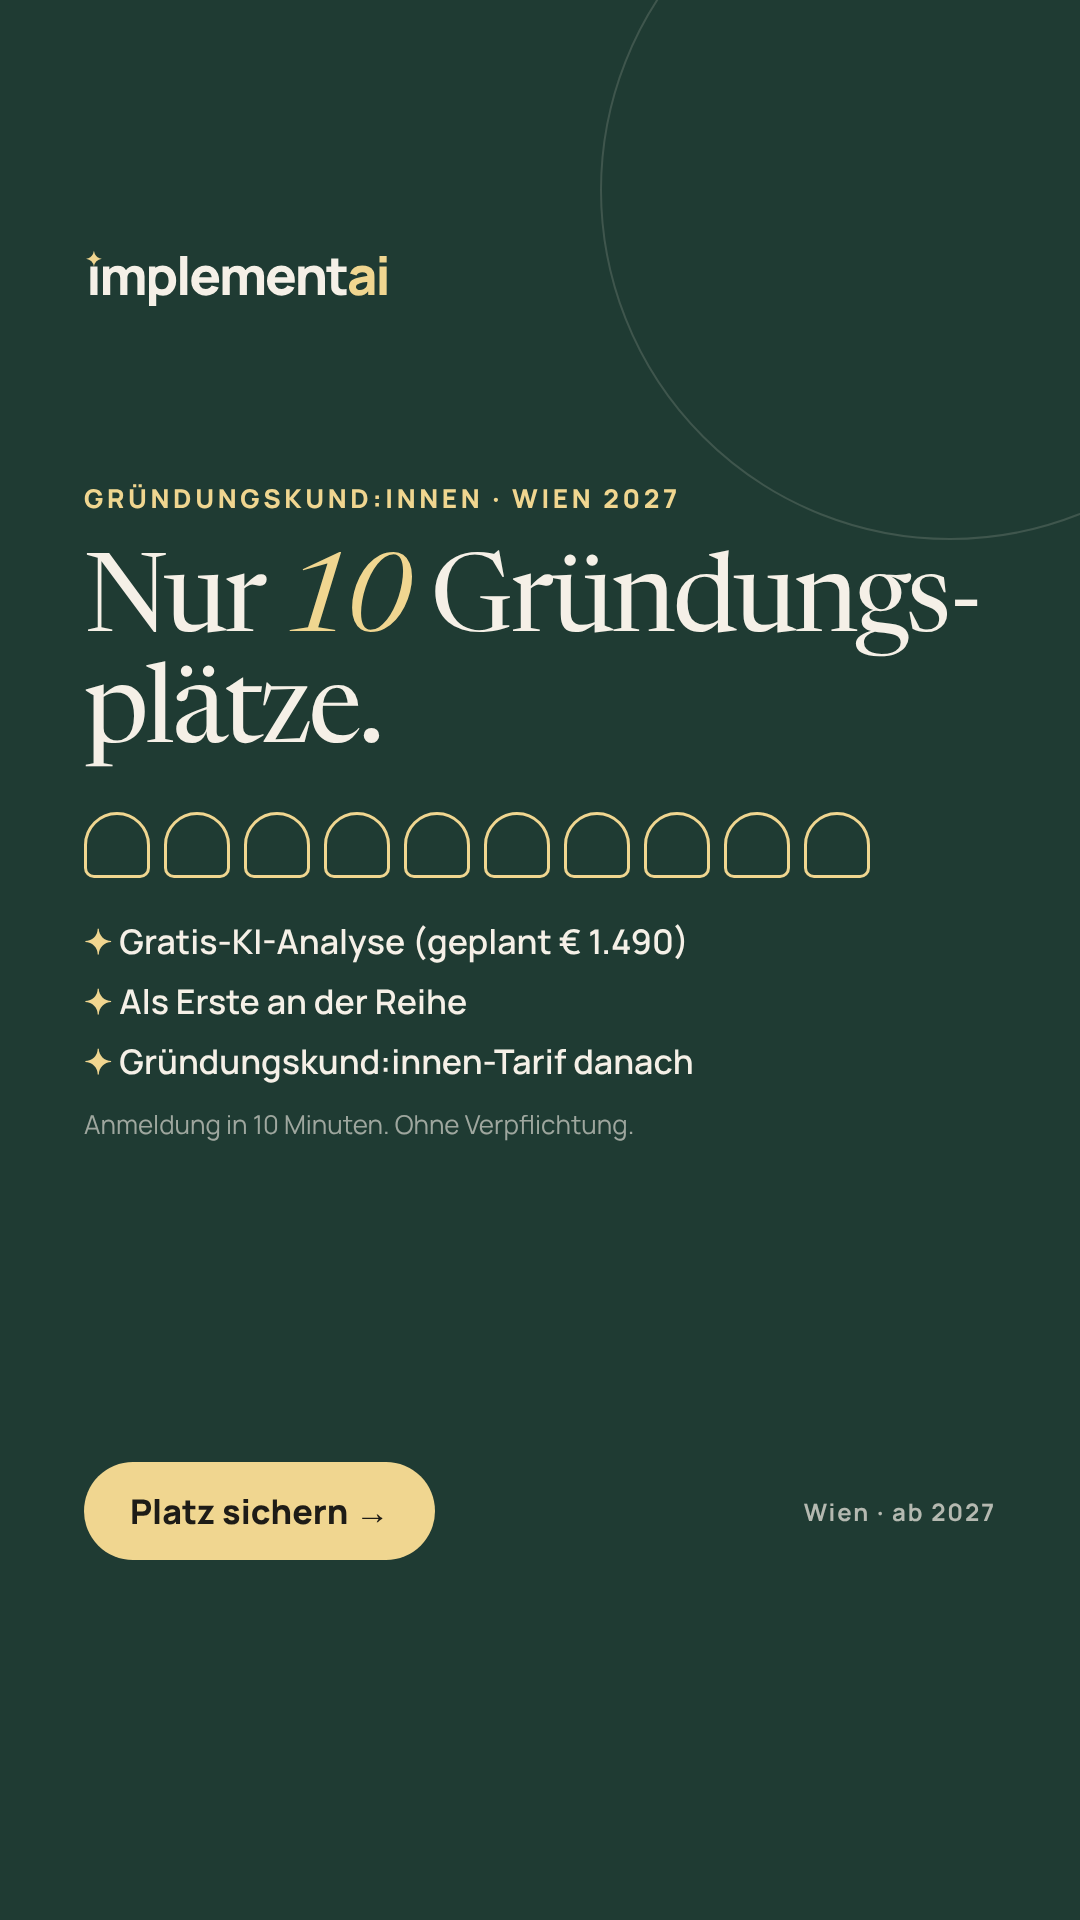 implementai
GRÜNDUNGSKUND:INNEN · WIEN 2027
Nur 10 Gründungs-
plätze.
✦ Gratis-KI-Analyse (geplant € 1.490)
✦ Als Erste an der Reihe
✦ Gründungskund:innen-Tarif danach
Anmeldung in 10 Minuten. Ohne Verpflichtung.
Platz sichern →
Wien · ab 2027